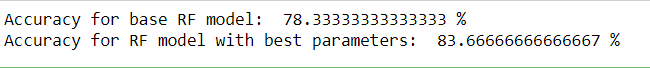 Accuracy for base RF model:  78.33333333333333 %
Accuracy for RF model with best parameters:  83.66666666666667 %